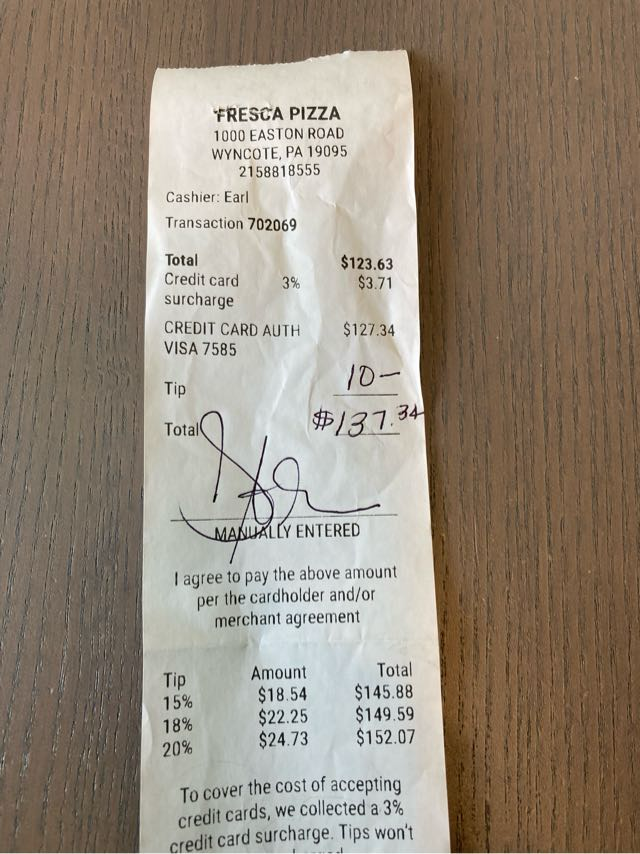 FRESCA PIZZA
1000 EASTON ROAD
WYNCOTE, PA 19095
2158818555
Cashier: Earl
Transaction 702069
Total $123.63
Credit card 3% $3.71
surcharge
CREDIT CARD AUTH $127.34
VISA 7585
Tip 10—
Total $137.34
MANUALLY ENTERED
I agree to pay the above amount
per the cardholder and/or
merchant agreement
Tip Amount Total
15% $18.54 $145.88
18% $22.25 $149.59
20% $24.73 $152.07
To cover the cost of accepting
credit cards, we collected a 3%
credit card surcharge. Tips won't